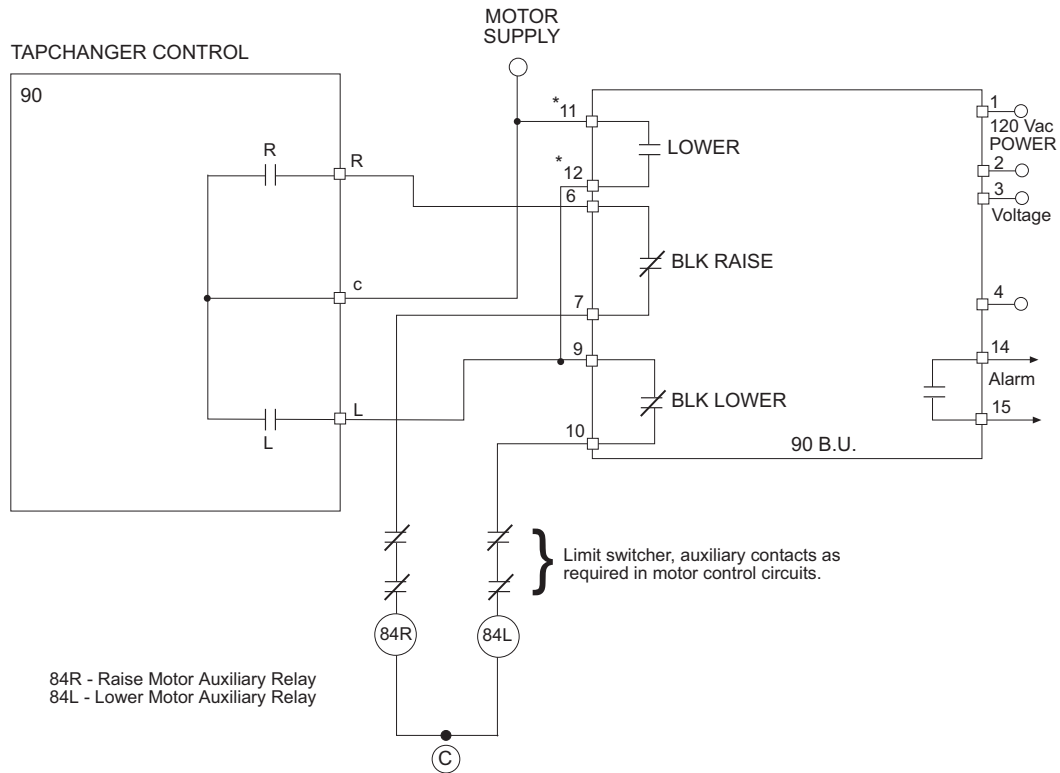 MOTOR
SUPPLY
TAPCHANGER CONTROL
90
R
R
c
L
L
*11
*12
6
7
9
10
LOWER
BLK RAISE
BLK LOWER
90 B.U.
1
120 Vac
POWER
2
3
Voltage
4
14
Alarm
15
} Limit switcher, auxiliary contacts as
required in motor control circuits.
84R
84L
84R - Raise Motor Auxiliary Relay
84L - Lower Motor Auxiliary Relay
C